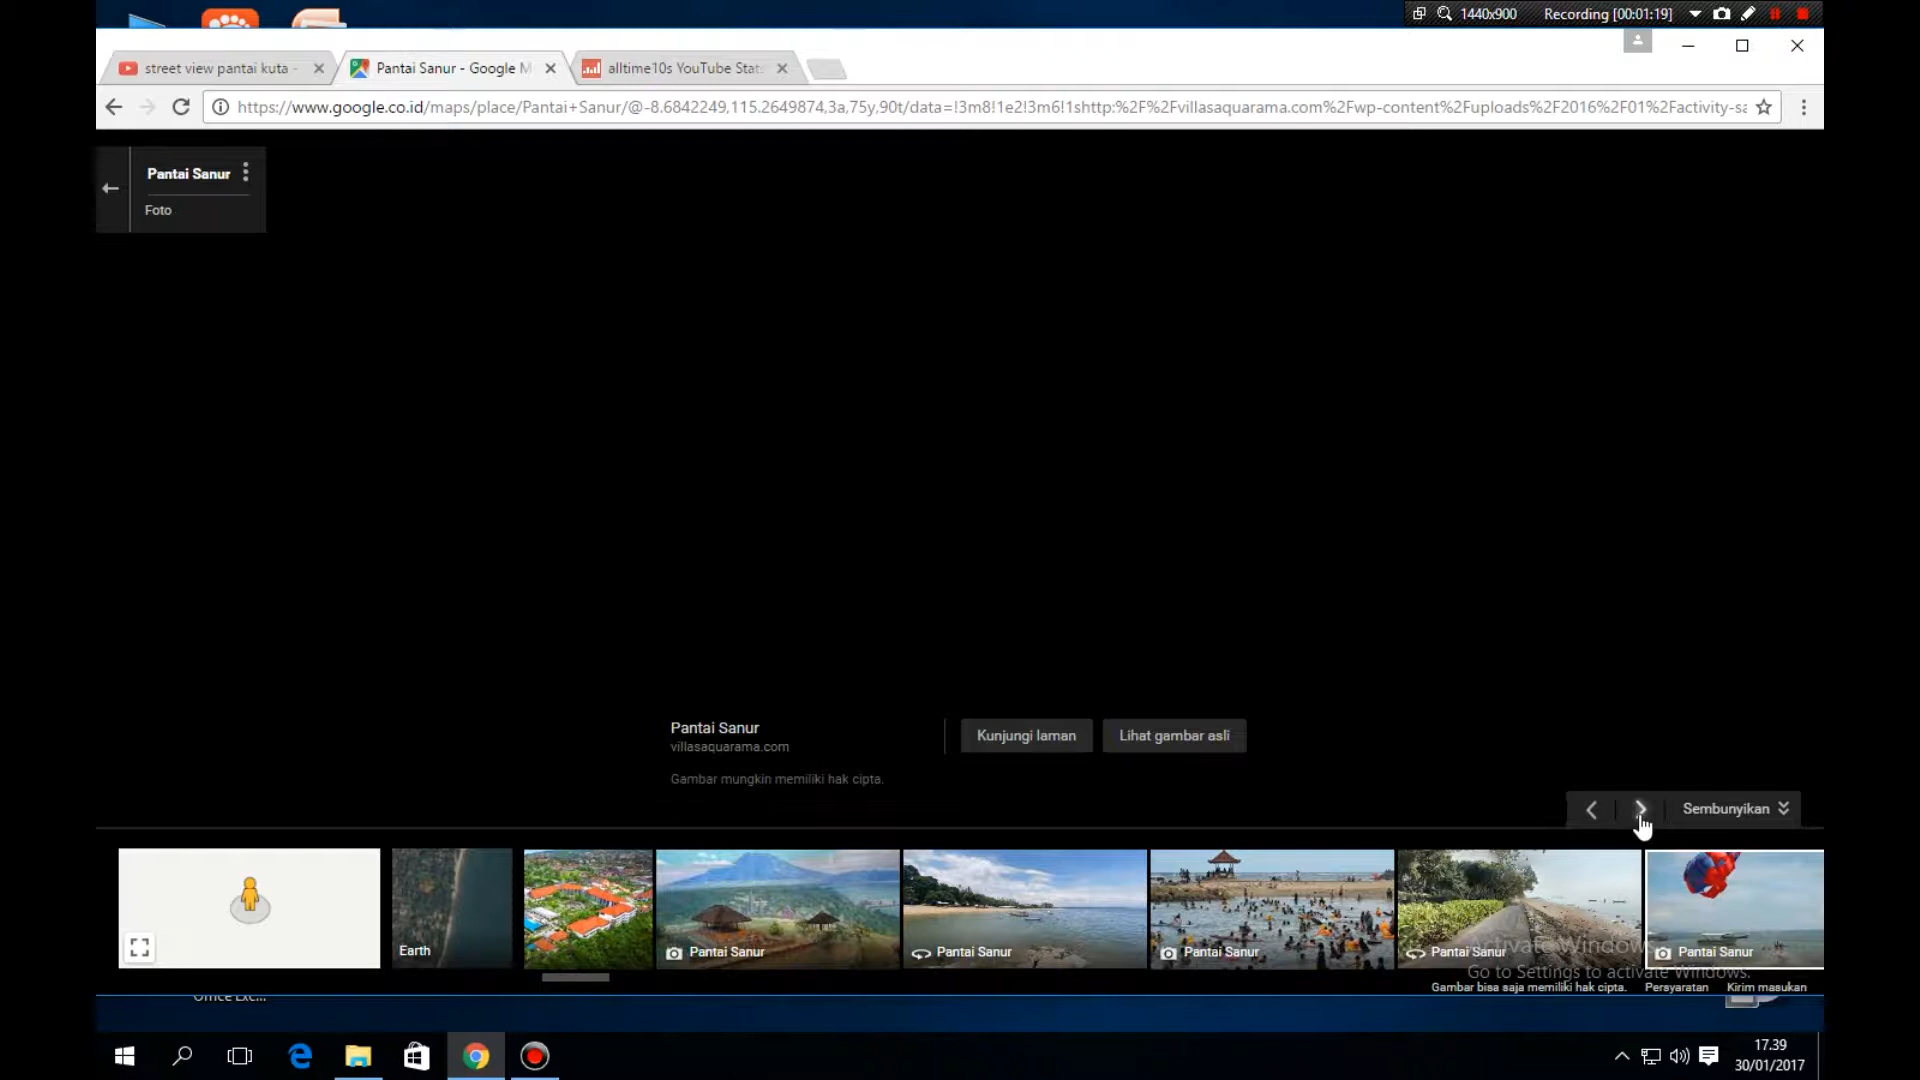 1440x900 Recording [00:01:19]
street view pantai kuta -
Pantai Sanur - Google M
alltime10s YouTube Stat
https://www.google.co.id/maps/place/Pantai+Sanur/@-8.6842249,115.2649874,3a,75y,90t/data=!3m8!1e2!3m6!1shttp:%2F%2Fvillasaquarama.com%2Fwp-content%2Fuploads%2F2016%2F01%2Factivity-sa
Pantai Sanur
Foto
Pantai Sanur
villasaquarama.com
Kunjungi laman
Lihat gambar asli
Gambar mungkin memiliki hak cipta.
Sembunyikan
Earth
Pantai Sanur
Pantai Sanur
Pantai Sanur
Pantai Sanur
Pantai Sanur
Activate Windows
Go to Settings to activate Windows.
Gambar bisa saja memiliki hak cipta. Persyaratan Kirim masukan
Office Exc...
17.39
30/01/2017